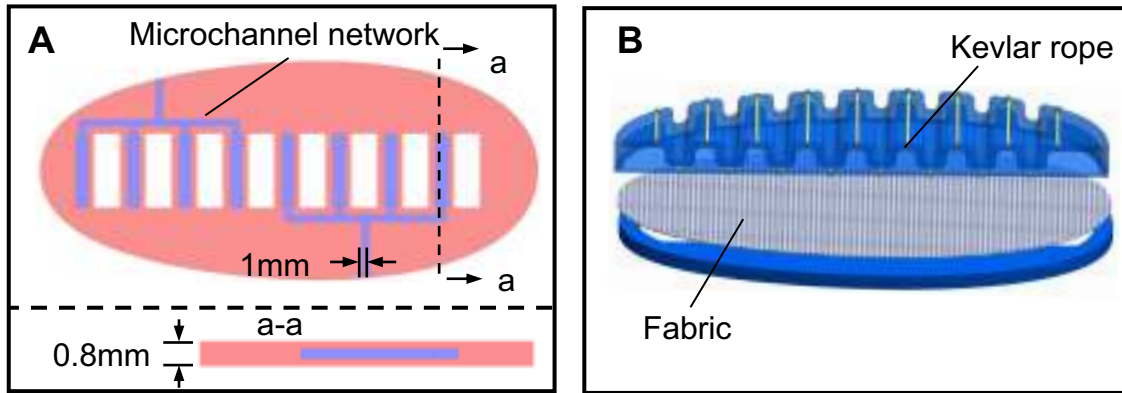 A
Microchannel network
a
1mm
a
a-a
0.8mm
B
Kevlar rope
Fabric